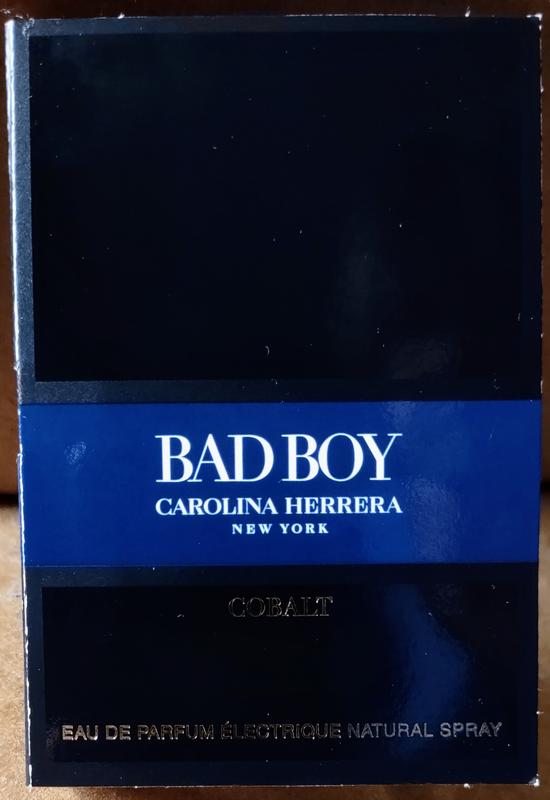 BAD BOY
CAROLINA HERRERA
NEW YORK
COBALT
EAU DE PARFUM ÉLECTRIQUE NATURAL SPRAY